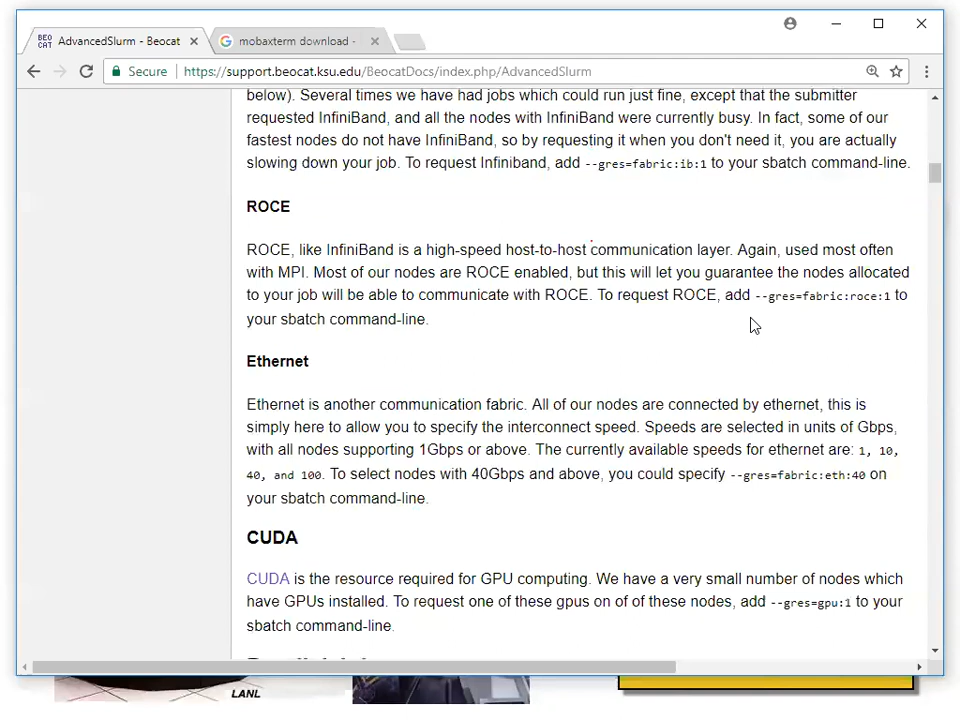 BEO
CAT
AdvancedSlurm - Beocat
mobaxterm download -
Secure
https://support.beocat.ksu.edu/BeocatDocs/index.php/AdvancedSlurm
below). Several times we have had jobs which could run just fine, except that the submitter
requested InfiniBand, and all the nodes with InfiniBand were currently busy. In fact, some of our
fastest nodes do not have InfiniBand, so by requesting it when you don't need it, you are actually
slowing down your job. To request Infiniband, add --gres=fabric:ib:1 to your sbatch command-line.
ROCE
ROCE, like InfiniBand is a high-speed host-to-host communication layer. Again, used most often
with MPI. Most of our nodes are ROCE enabled, but this will let you guarantee the nodes allocated
to your job will be able to communicate with ROCE. To request ROCE, add --gres=fabric:roce:1 to
your sbatch command-line.
Ethernet
Ethernet is another communication fabric. All of our nodes are connected by ethernet, this is
simply here to allow you to specify the interconnect speed. Speeds are selected in units of Gbps,
with all nodes supporting 1Gbps or above. The currently available speeds for ethernet are: 1, 10,
40, and 100. To select nodes with 40Gbps and above, you could specify --gres=fabric:eth:40 on
your sbatch command-line.
CUDA
CUDA is the resource required for GPU computing. We have a very small number of nodes which
have GPUs installed. To request one of these gpus on of of these nodes, add --gres=gpu:1 to your
sbatch command-line.
LANL